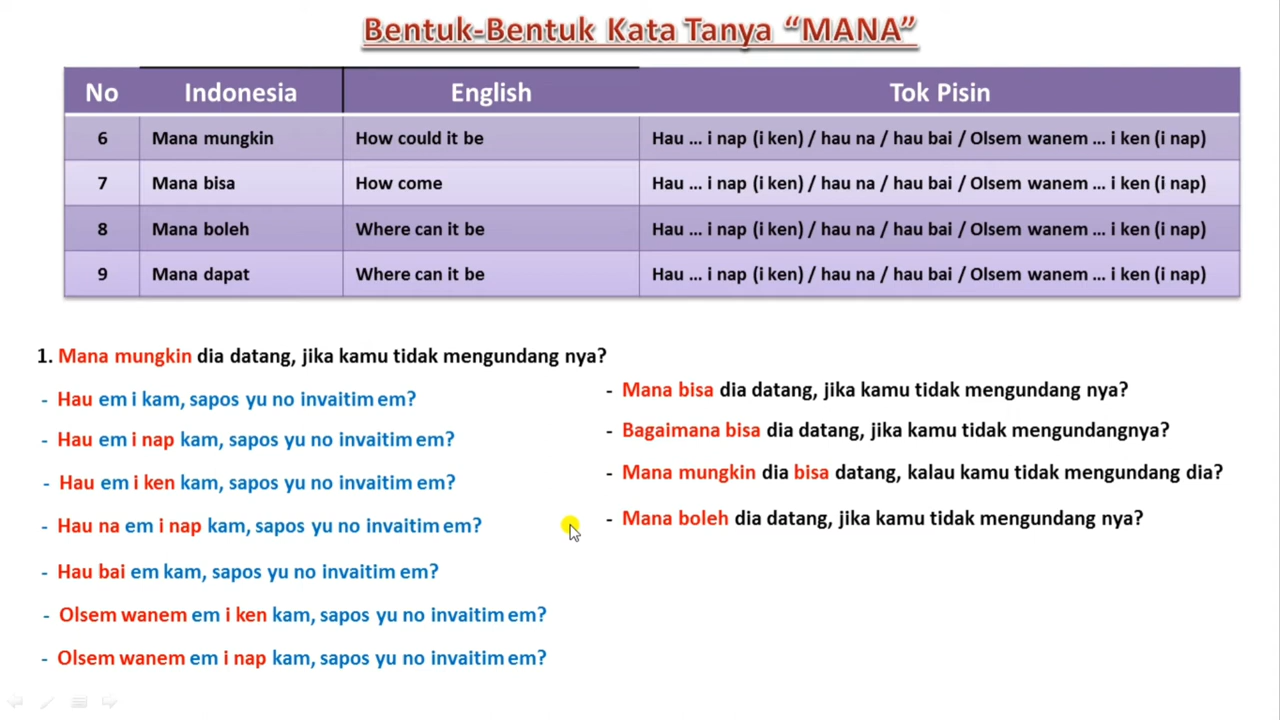 Bentuk-Bentuk Kata Tanya “MANA”
No Indonesia English Tok Pisin
6 Mana mungkin How could it be Hau ... i nap (i ken) / hau na / hau bai / Olsem wanem ... i ken (i nap)
7 Mana bisa How come Hau ... i nap (i ken) / hau na / hau bai / Olsem wanem ... i ken (i nap)
8 Mana boleh Where can it be Hau ... i nap (i ken) / hau na / hau bai / Olsem wanem ... i ken (i nap)
9 Mana dapat Where can it be Hau ... i nap (i ken) / hau na / hau bai / Olsem wanem ... i ken (i nap)
1. Mana mungkin dia datang, jika kamu tidak mengundang nya?
- Hau em i kam, sapos yu no invaitim em?
- Hau em i nap kam, sapos yu no invaitim em?
- Hau em i ken kam, sapos yu no invaitim em?
- Hau na em i nap kam, sapos yu no invaitim em?
- Hau bai em kam, sapos yu no invaitim em?
- Olsem wanem em i ken kam, sapos yu no invaitim em?
- Olsem wanem em i nap kam, sapos yu no invaitim em?
- Mana bisa dia datang, jika kamu tidak mengundang nya?
- Bagaimana bisa dia datang, jika kamu tidak mengundangnya?
- Mana mungkin dia bisa datang, kalau kamu tidak mengundang dia?
- Mana boleh dia datang, jika kamu tidak mengundang nya?